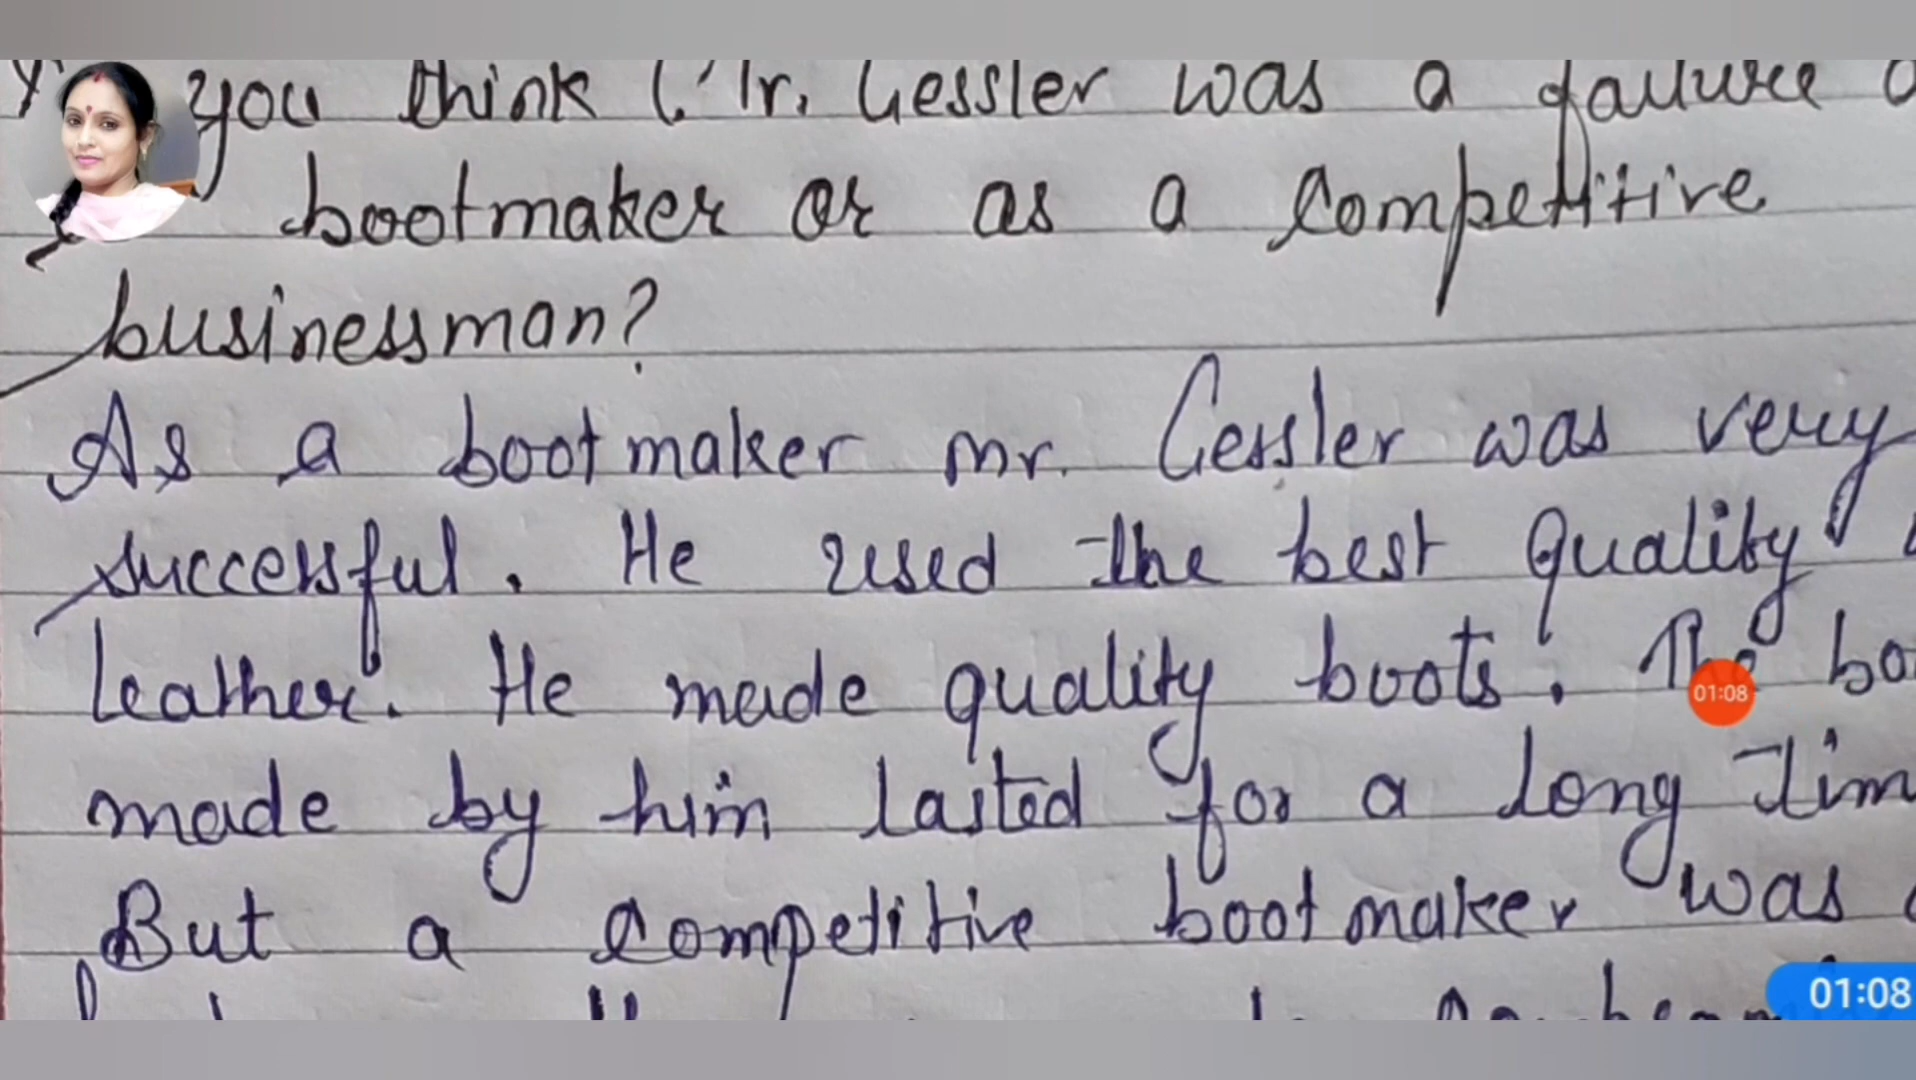 you think Mr. Gessler was a failure
bootmaker or as a Competitive
businessman?
As a bootmaker mr. Gessler was very
successful. He used the best quality
leather. He made quality boots. The
made by him lasted for a long
But a Competitive bootmaker was
01:08
01:08